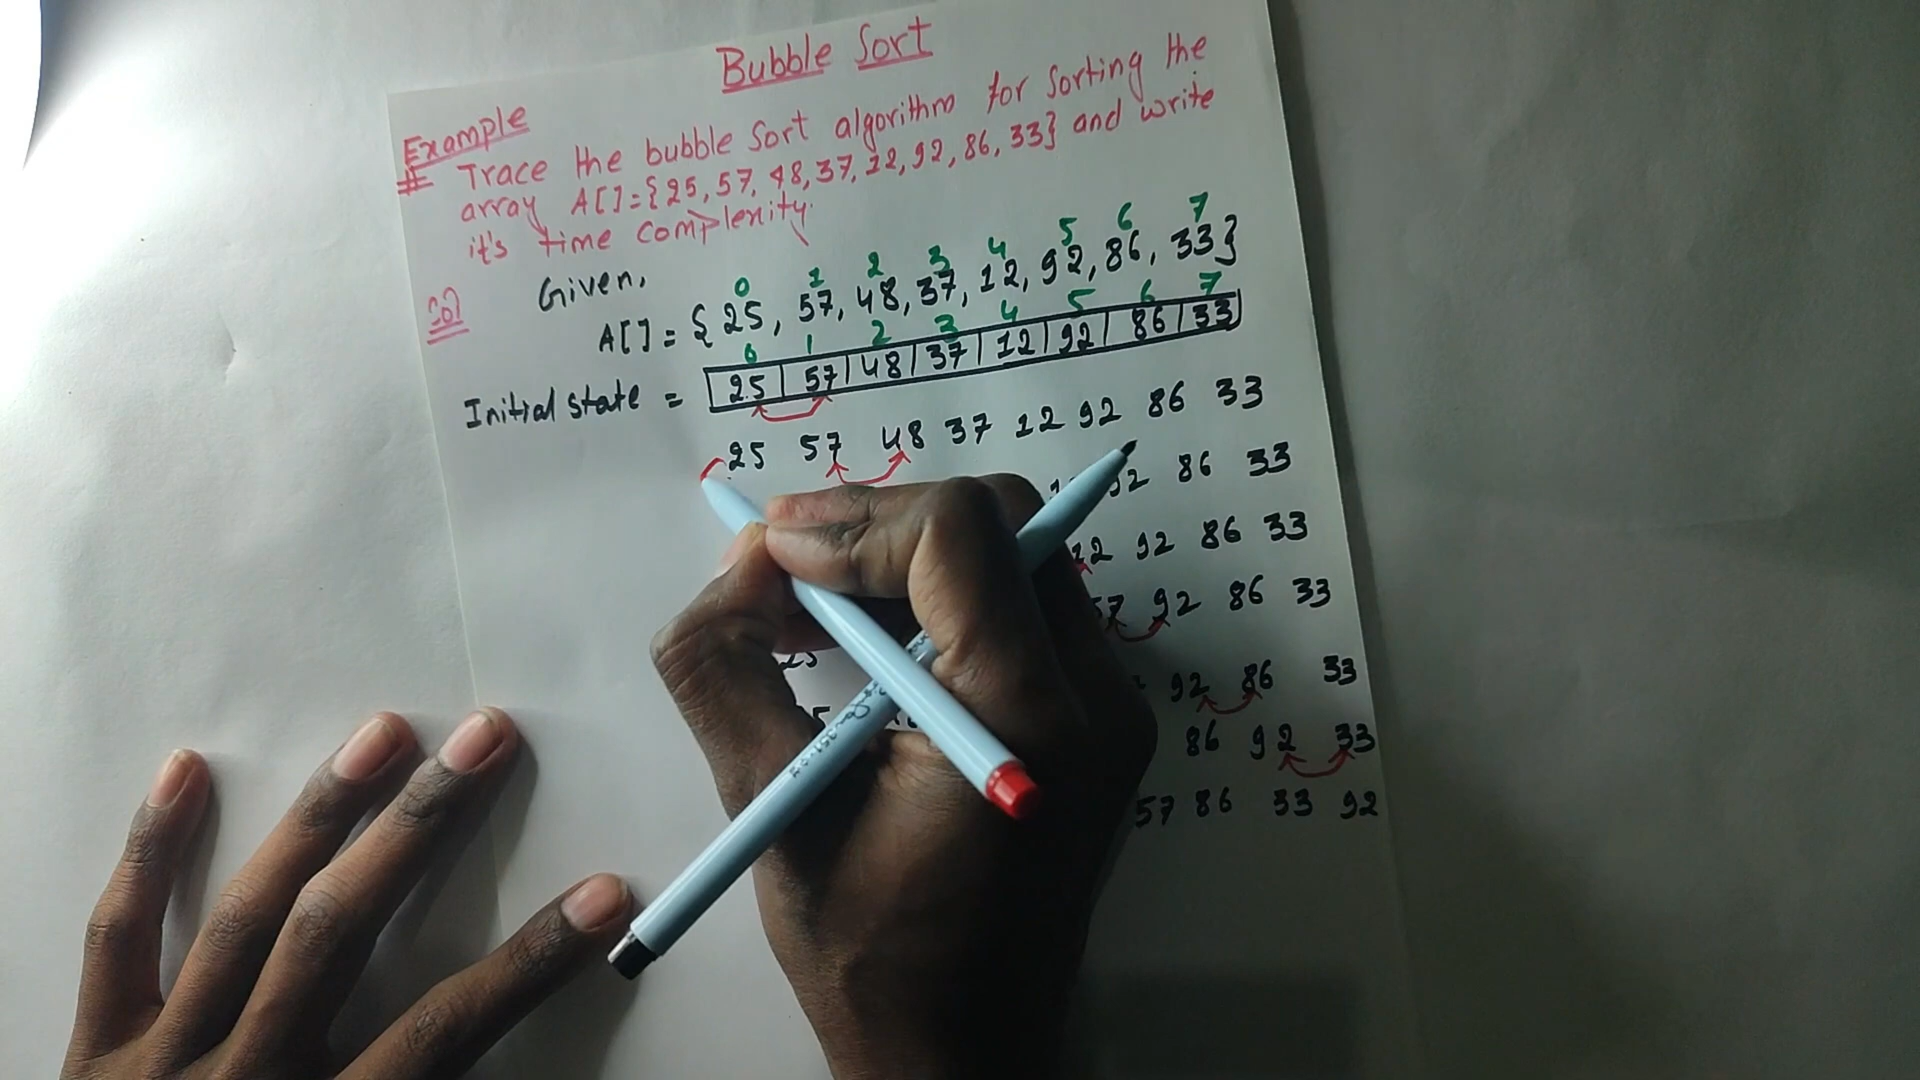 Bubble Sort
Example
# Trace the bubble sort algorithm for sorting the
array A[]={25,57,48,37,12,92,86,33} and write
it's time complexity.
Sol
Given,
0 1 2 3 4 5 6 7
A[] = {25, 57, 48, 37, 12, 92, 86, 33}
0 1 2 3 4 5 6 7
Initial state = 25 57 48 37 12 92 86 33
25 57 48 37 12 92 86 33
86 33
12 92 86 33
57 92 86 33
25
92 86 33
86 92 33
57 86 33 92